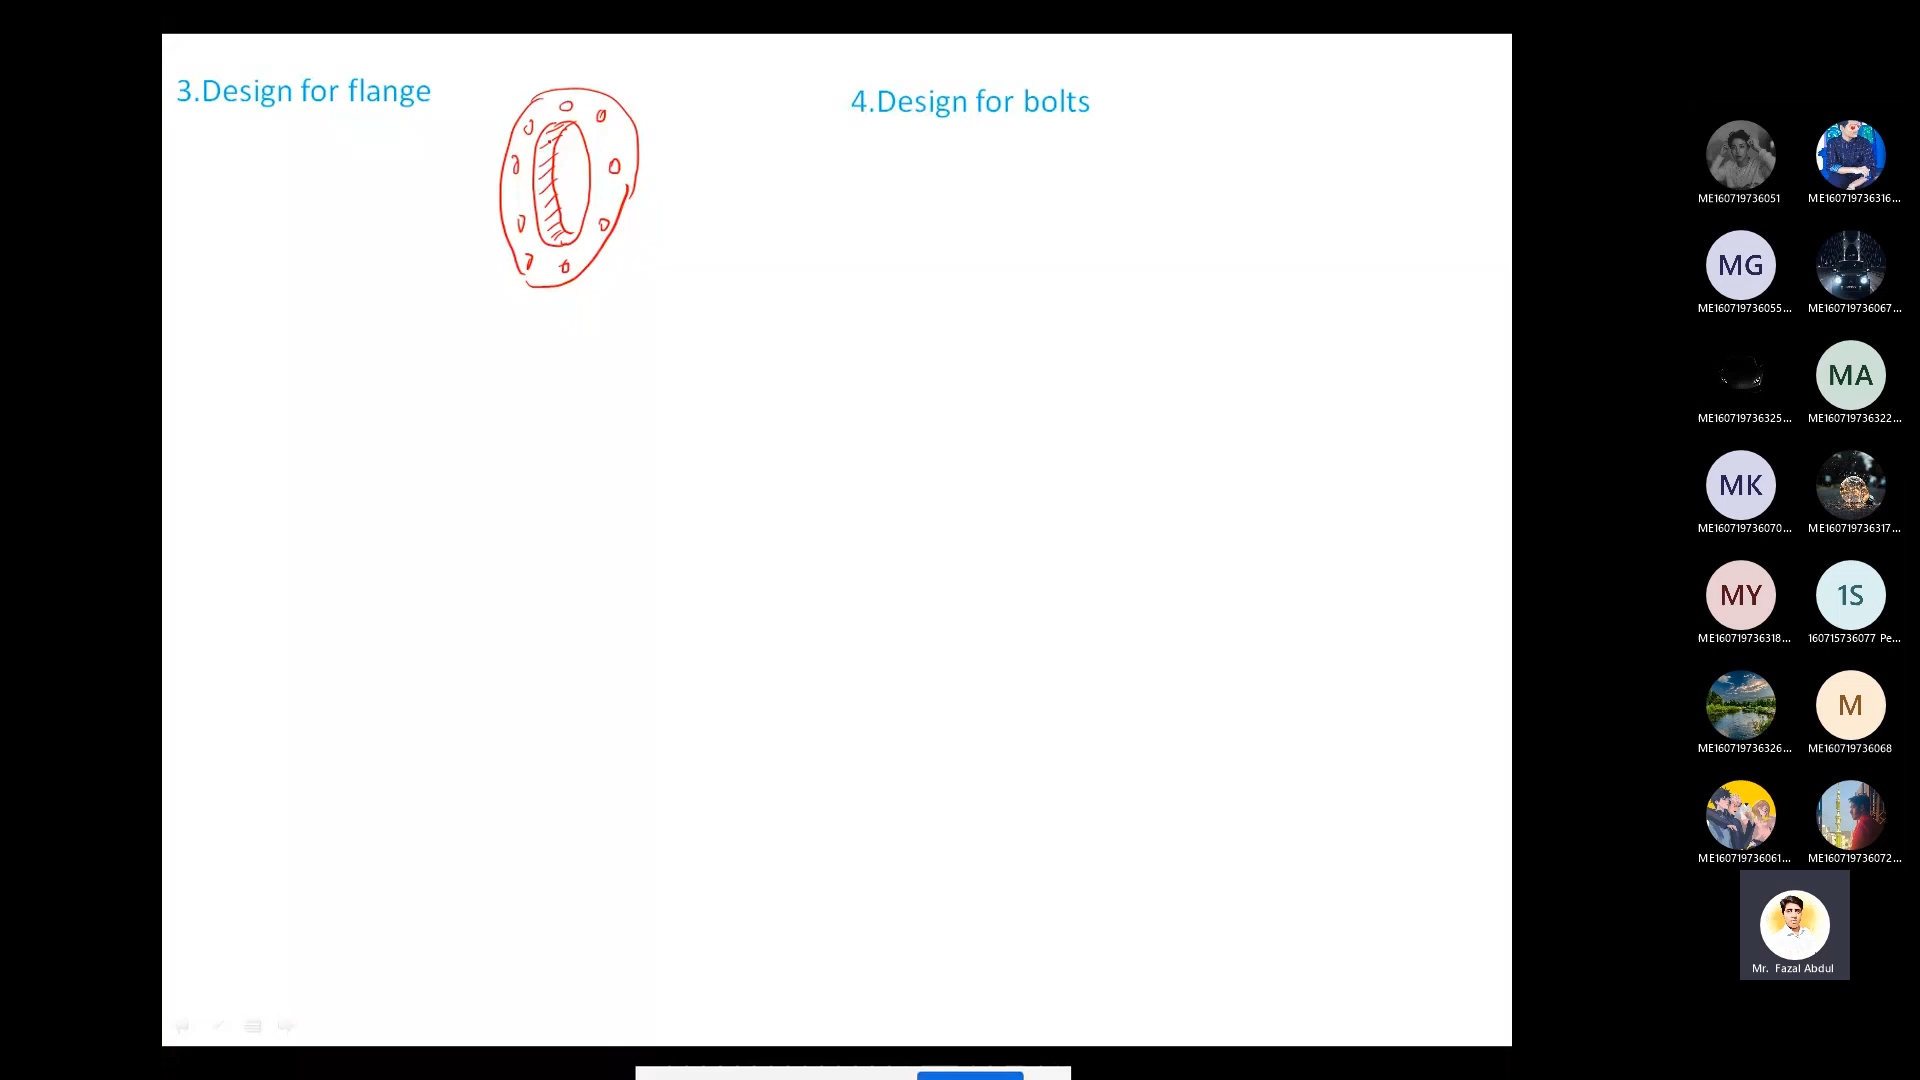 3.Design for flange
4.Design for bolts
ME160719736051
ME160719736316...
MG
ME160719736055...
ME160719736067...
ME160719736325...
MA
ME160719736322...
MK
ME160719736070...
ME160719736317...
MY
ME160719736318...
1S
160715736077 Pe...
ME160719736326...
M
ME160719736068
ME160719736061...
ME160719736072...
Mr. Fazal Abdul